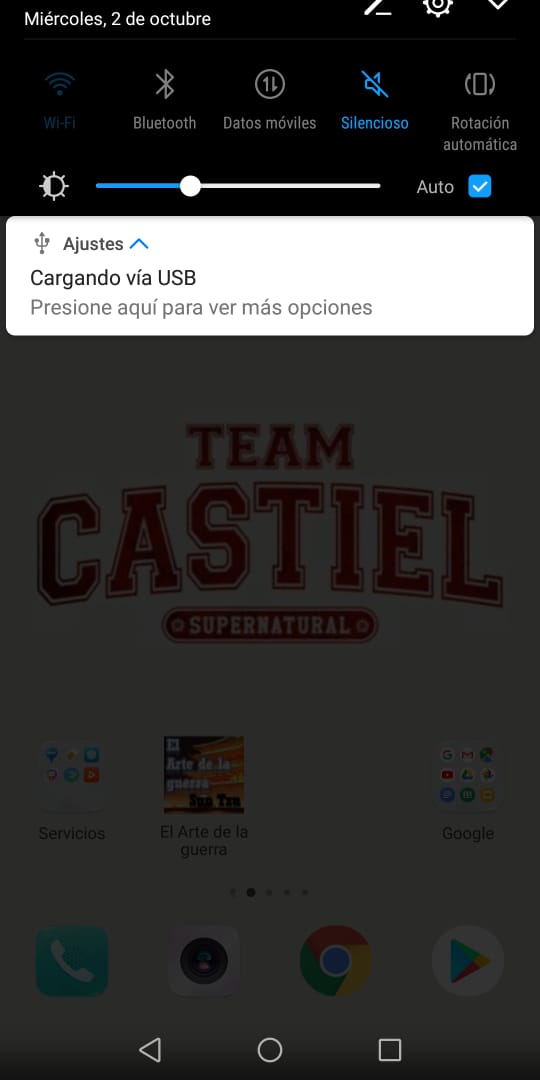 Miércoles, 2 de octubre
Wi-Fi
Bluetooth
Datos móviles
Silencioso
Rotación
automática
Auto
Ajustes
Cargando vía USB
Presione aquí para ver más opciones
TEAM
CASTIEL
SUPERNATURAL
El
Arte de la
guerra
Sun Tzu
Servicios
El Arte de la
guerra
Google